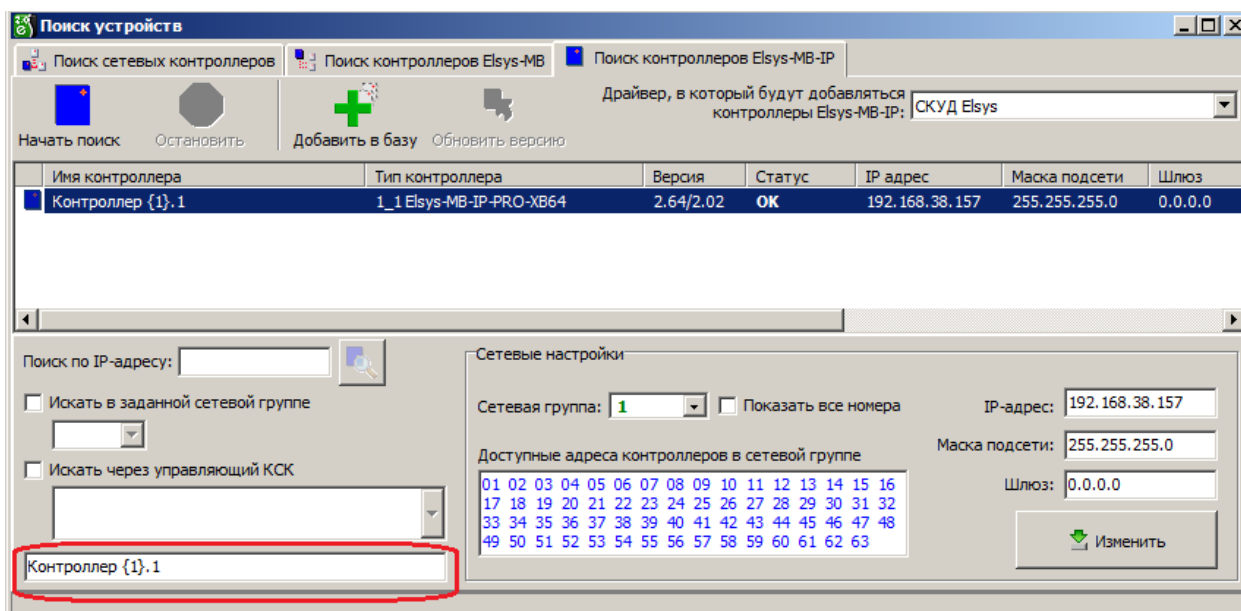 Поиск устройств
Поиск сетевых контроллеров Поиск контроллеров Elsys-MB Поиск контроллеров Elsys-MB-IP
Драйвер, в который будут добавляться
контроллеры Elsys-MB-IP: СКУД Elsys
Начать поиск Остановить Добавить в базу Обновить версию
Имя контроллера Тип контроллера Версия Статус IP адрес Маска подсети Шлюз
Контроллер {1}.1 1_1 Elsys-MB-IP-PRO-XB64 2.64/2.02 OK 192.168.38.157 255.255.255.0 0.0.0.0
Поиск по IP-адресу:
Искать в заданной сетевой группе
Искать через управляющий КСК
Контроллер {1}.1
Сетевые настройки
Сетевая группа: 1 Показать все номера
Доступные адреса контроллеров в сетевой группе
01 02 03 04 05 06 07 08 09 10 11 12 13 14 15 16
17 18 19 20 21 22 23 24 25 26 27 28 29 30 31 32
33 34 35 36 37 38 39 40 41 42 43 44 45 46 47 48
49 50 51 52 53 54 55 56 57 58 59 60 61 62 63
IP-адрес: 192.168.38.157
Маска подсети: 255.255.255.0
Шлюз: 0.0.0.0
Изменить